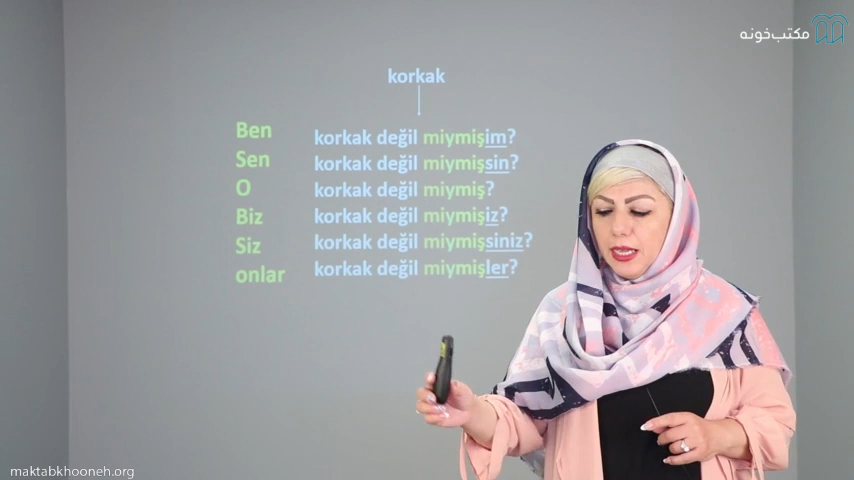 مکتب‌خونه
korkak
Ben korkak değil miymişim?
Sen korkak değil miymişsin?
O korkak değil miymiş?
Biz korkak değil miymişiz?
Siz korkak değil miymişsiniz?
onlar korkak değil miymişler?
maktabkhooneh.org